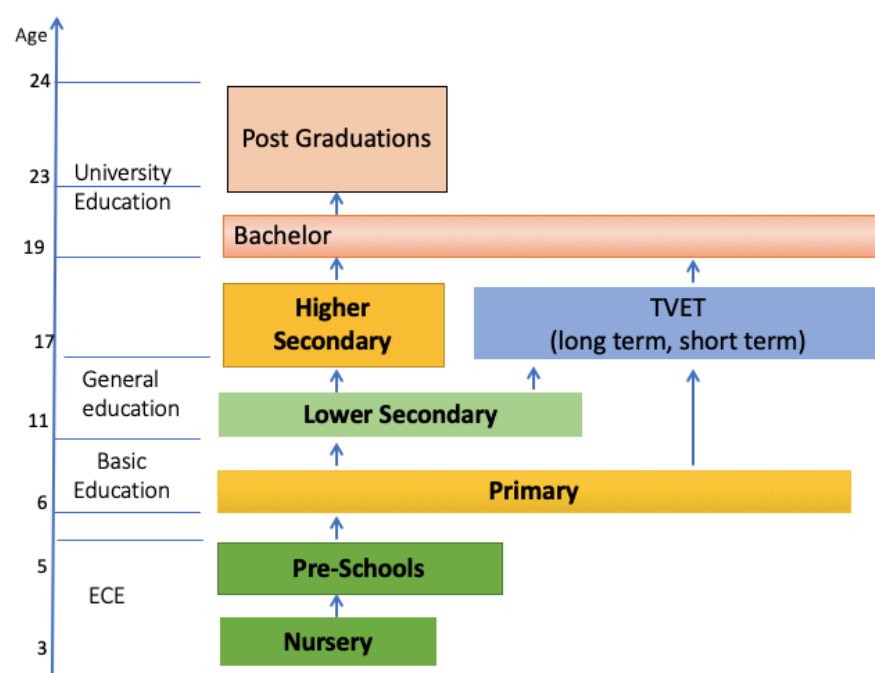 Age
24
Post Graduations
University
23
Education
Bachelor
19
Higher
Secondary
TVET
(long term, short term)
17
General
education
Lower Secondary
11
Basic
Education
Primary
6
Pre-Schools
5
ECE
Nursery
3